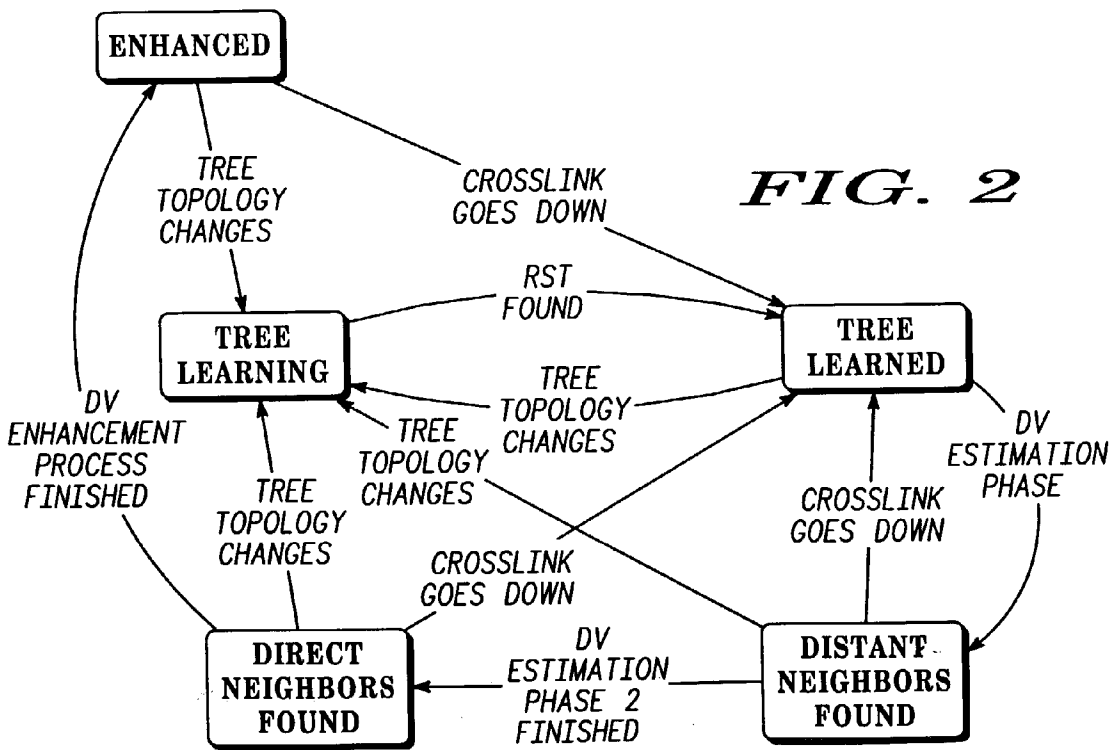 ENHANCED
TREE
TOPOLOGY
CHANGES
CROSSLINK
GOES DOWN
FIG. 2
RST
FOUND
TREE
LEARNING
TREE
LEARNED
TREE
TOPOLOGY
CHANGES
DV
ENHANCEMENT
PROCESS
FINISHED
TREE
TOPOLOGY
CHANGES
DV
ESTIMATION
PHASE
TREE
TOPOLOGY
CHANGES
CROSSLINK
GOES DOWN
CROSSLINK
GOES DOWN
DIRECT
NEIGHBORS
FOUND
DV
ESTIMATION
PHASE 2
FINISHED
DISTANT
NEIGHBORS
FOUND